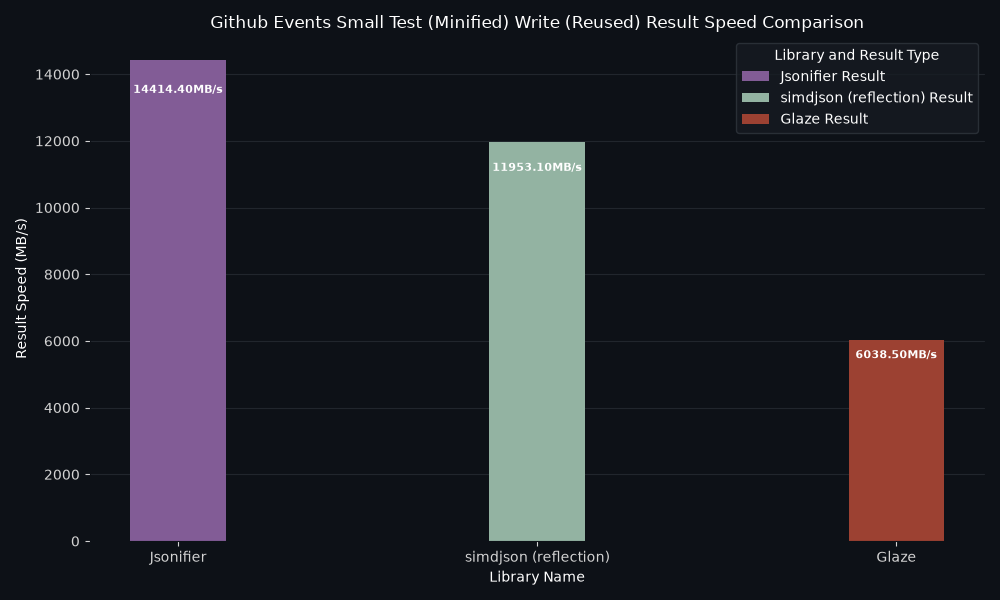 Github Events Small Test (Minified) Write (Reused) Result Speed Comparison
Library and Result Type
Jsonifier Result
simdjson (reflection) Result
Glaze Result
14000
12000
10000
8000
6000
4000
2000
0
Result Speed (MB/s)
14414.40MB/s
11953.10MB/s
6038.50MB/s
Jsonifier
simdjson (reflection)
Glaze
Library Name